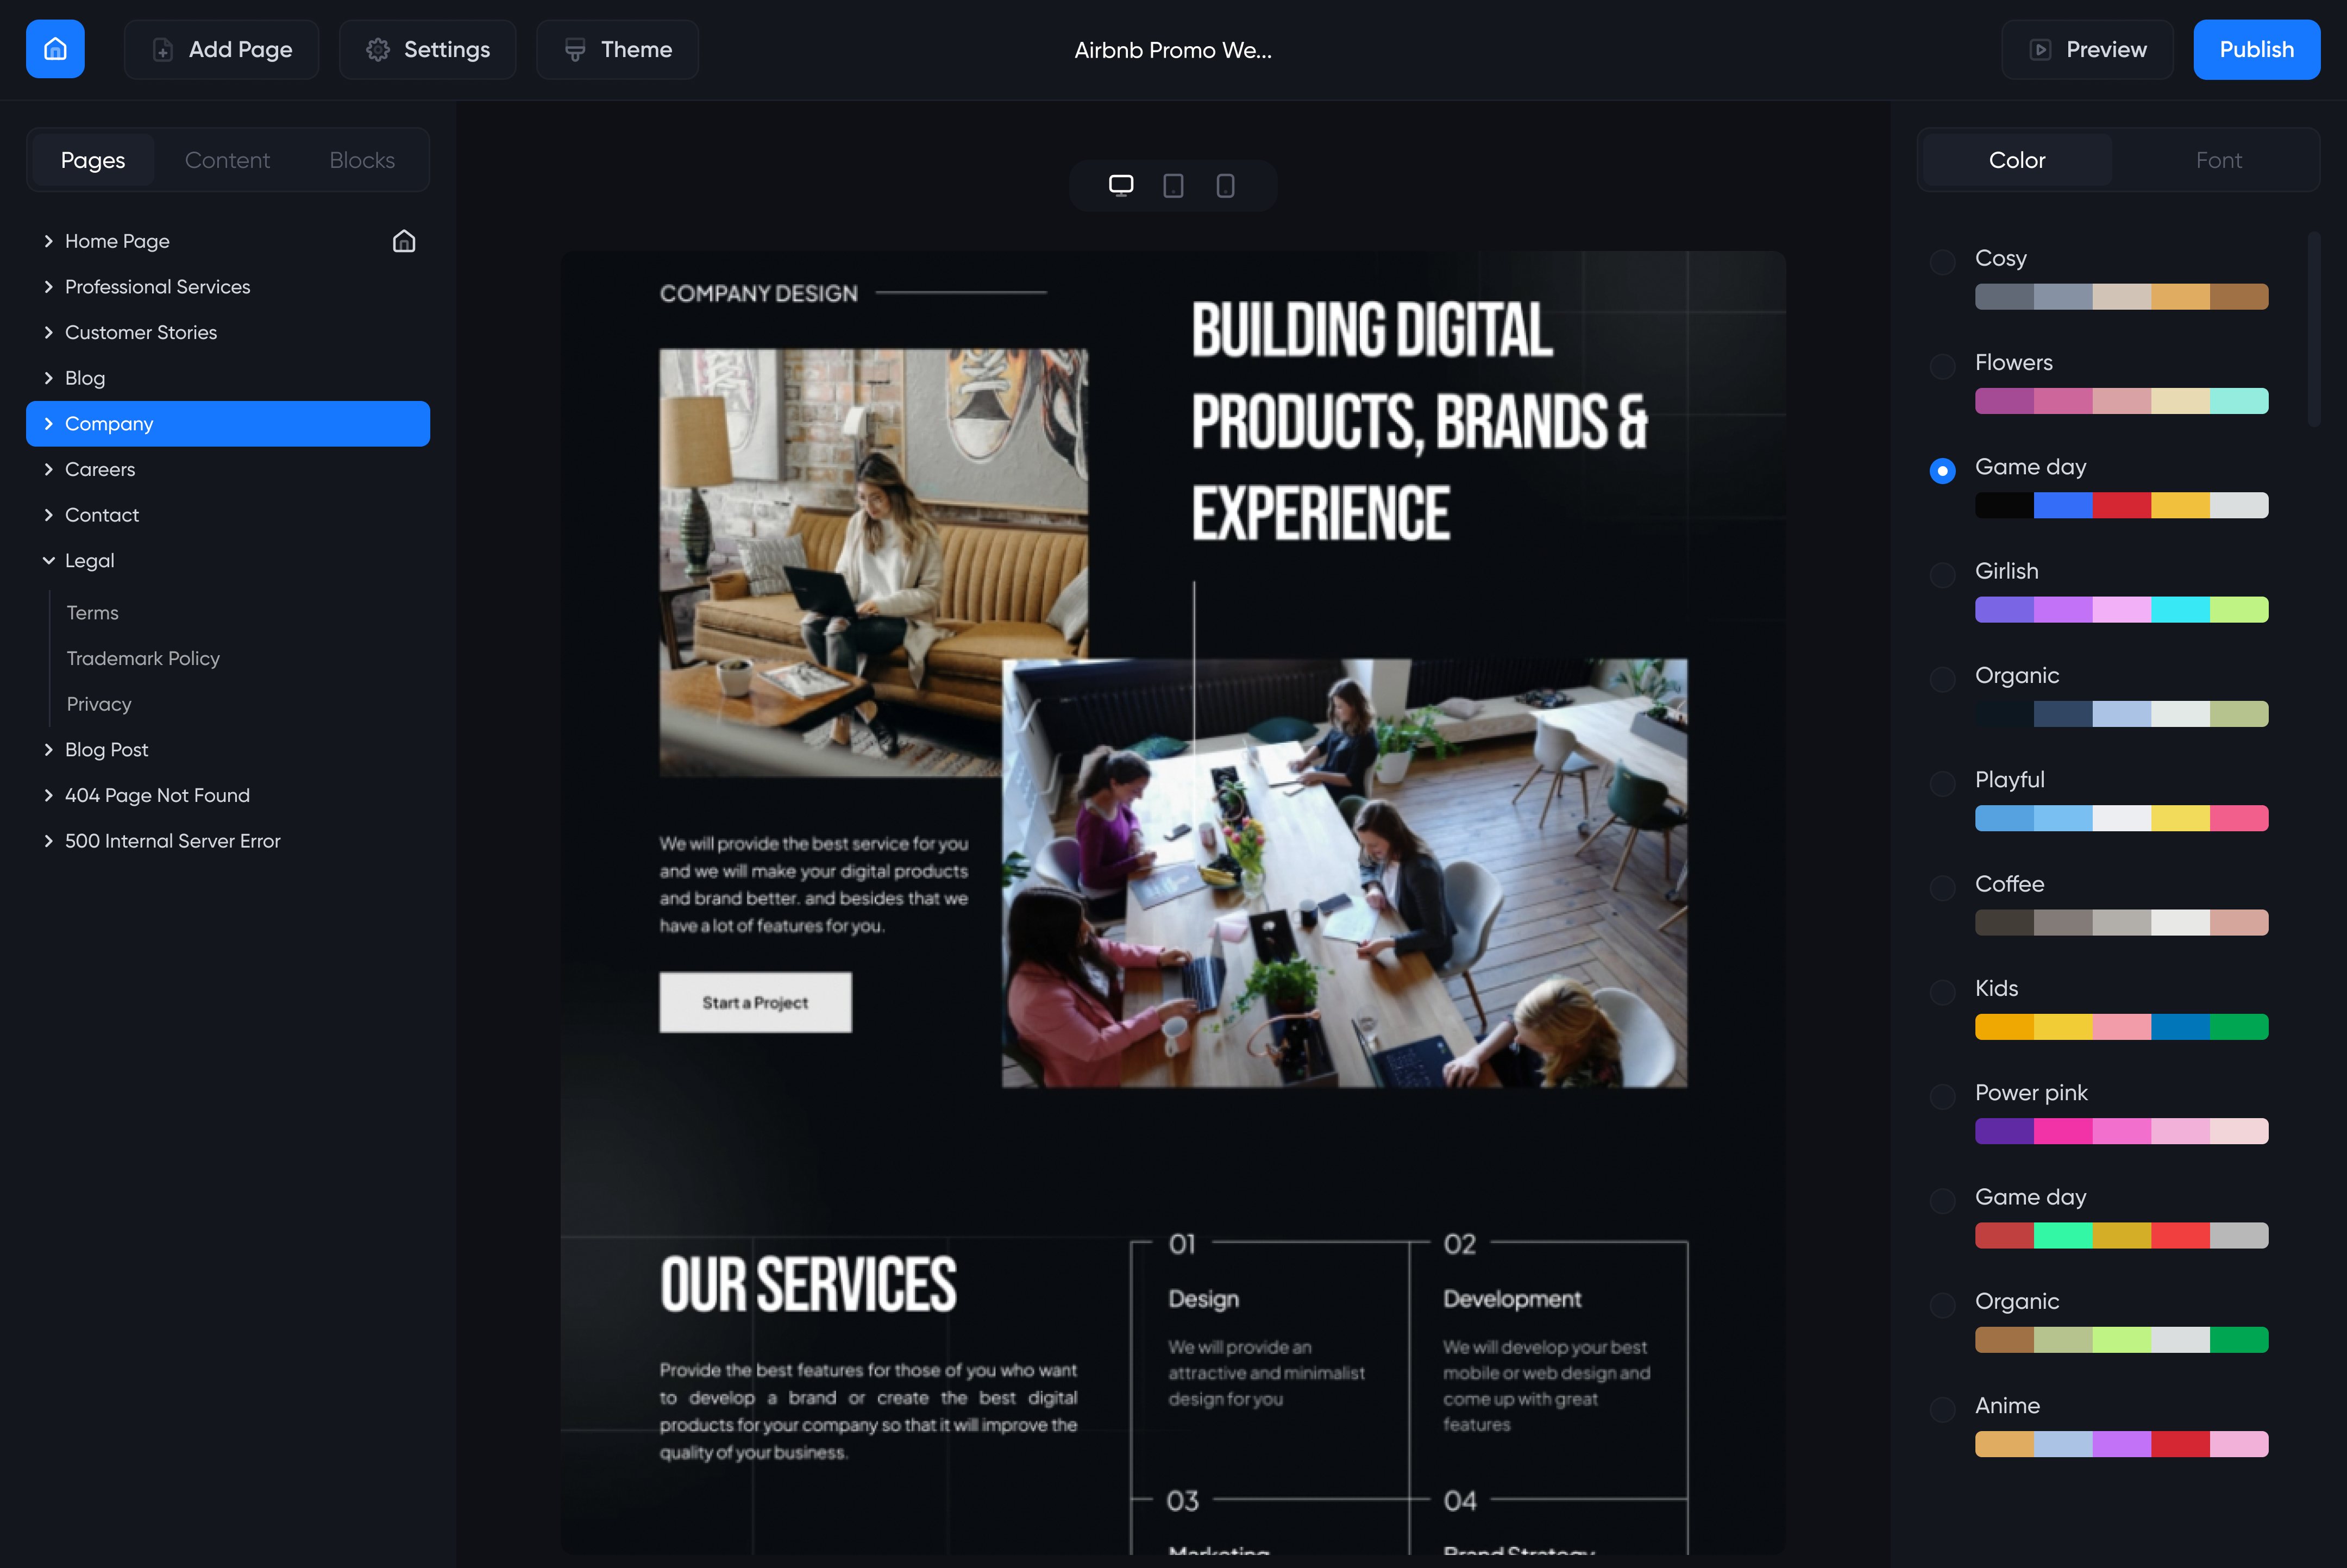 Add Page
Settings
Theme
Airbnb Promo We...
Preview
Publish
Pages
Content
Blocks
Home Page
Professional Services
Customer Stories
Blog
Company
Careers
Contact
Legal
Terms
Trademark Policy
Privacy
Blog Post
404 Page Not Found
500 Internal Server Error
COMPANY DESIGN
BUILDING DIGITAL
PRODUCTS, BRANDS &
EXPERIENCE
We will provide the best service for you
and we will make your digital products
and brand better. and besides that we
have a lot of features for you.
Start a Project
OUR SERVICES
Provide the best features for those of you who want
to develop a brand or create the best digital
products for your company so that it will improve the
quality of your business.
01
Design
We will provide an
attractive and minimalist
design for you
02
Development
We will develop your best
mobile or web design and
come up with great
features
03
Marketing
04
Brand Strategy
Color
Font
Cosy
Flowers
Game day
Girlish
Organic
Playful
Coffee
Kids
Power pink
Game day
Organic
Anime